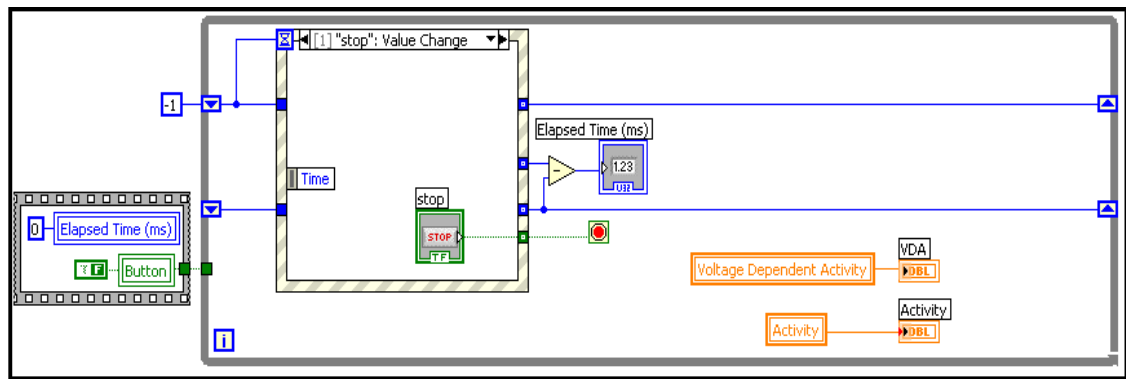 [1] "stop": Value Change
-1
Elapsed Time (ms)
1.23
U32
Time
stop
STOP
TF
0
Elapsed Time (ms)
F
Button
VDA
Voltage Dependent Activity
DBL
Activity
Activity
DBL
i